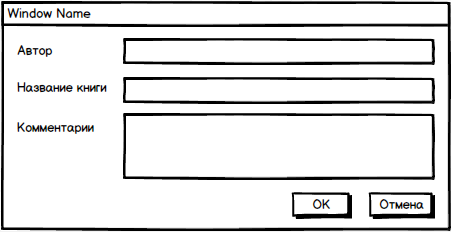 Window Name
Автор
Название книги
Комментарии
OK
Отмена